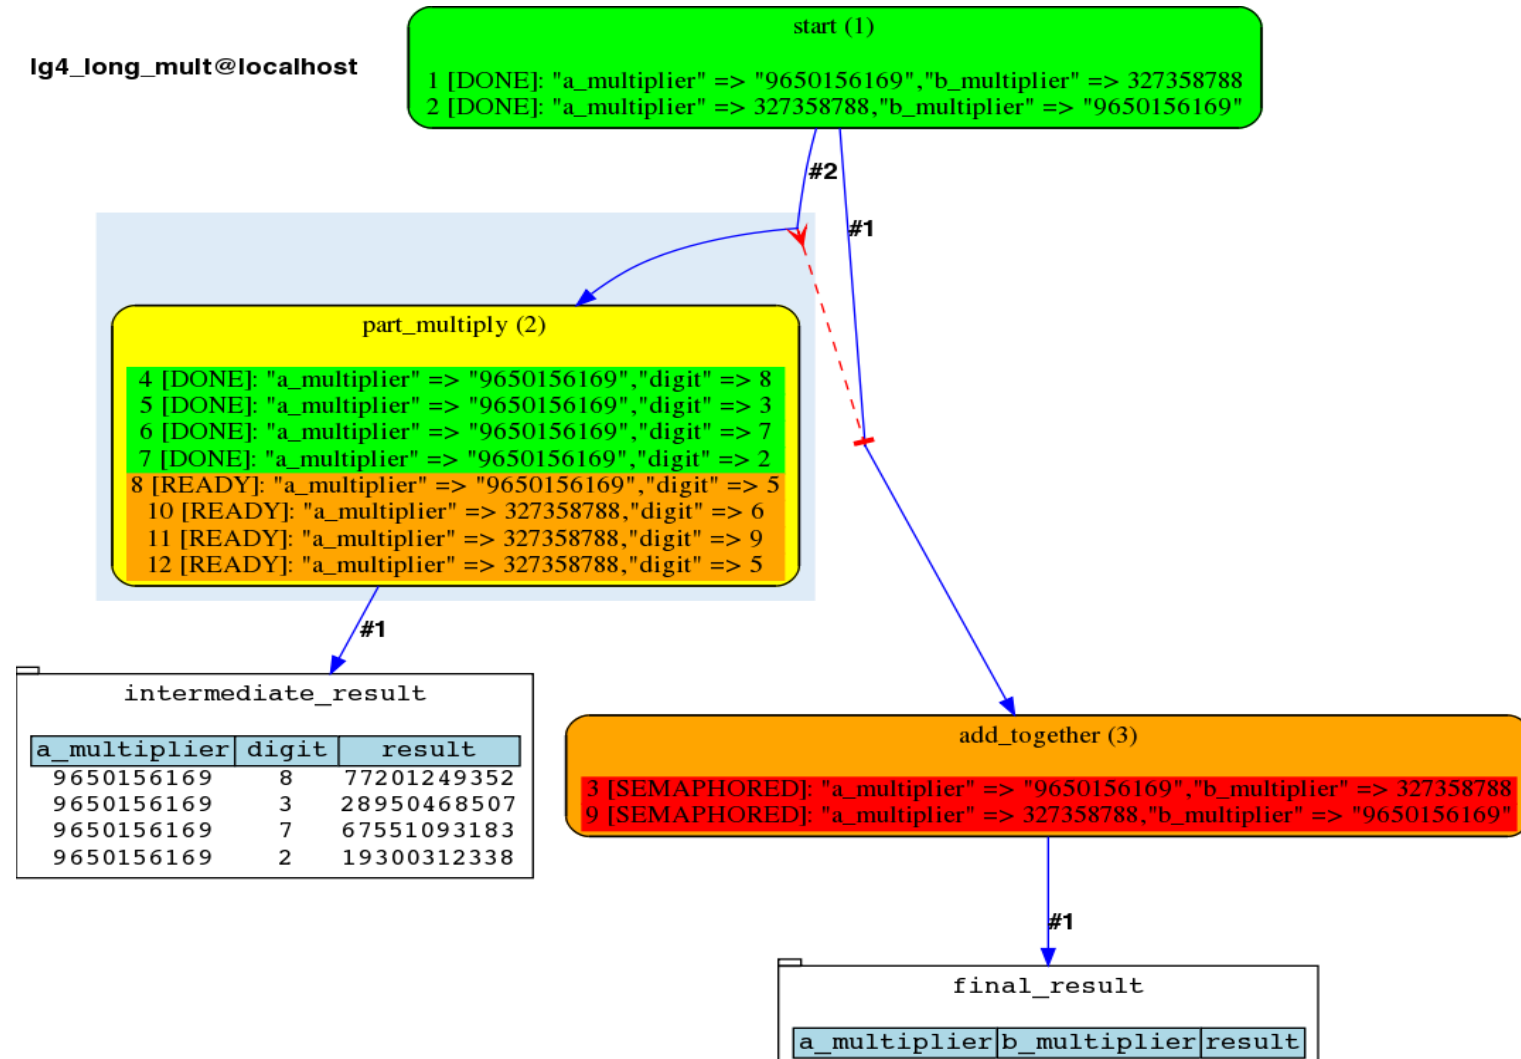 start (1)
lg4_long_mult@localhost
1 [DONE]: "a_multiplier" => "9650156169","b_multiplier" => 327358788
2 [DONE]: "a_multiplier" => 327358788,"b_multiplier" => "9650156169"
#2
#1
part_multiply (2)
4 [DONE]: "a_multiplier" => "9650156169","digit" => 8
5 [DONE]: "a_multiplier" => "9650156169","digit" => 3
6 [DONE]: "a_multiplier" => "9650156169","digit" => 7
7 [DONE]: "a_multiplier" => "9650156169","digit" => 2
8 [READY]: "a_multiplier" => "9650156169","digit" => 5
10 [READY]: "a_multiplier" => 327358788,"digit" => 6
11 [READY]: "a_multiplier" => 327358788,"digit" => 9
12 [READY]: "a_multiplier" => 327358788,"digit" => 5
#1
intermediate_result
a_multiplier digit result
9650156169 8 77201249352
9650156169 3 28950468507
9650156169 7 67551093183
9650156169 2 19300312338
add_together (3)
3 [SEMAPHORED]: "a_multiplier" => "9650156169","b_multiplier" => 327358788
9 [SEMAPHORED]: "a_multiplier" => 327358788,"b_multiplier" => "9650156169"
#1
final_result
a_multiplier b_multiplier result